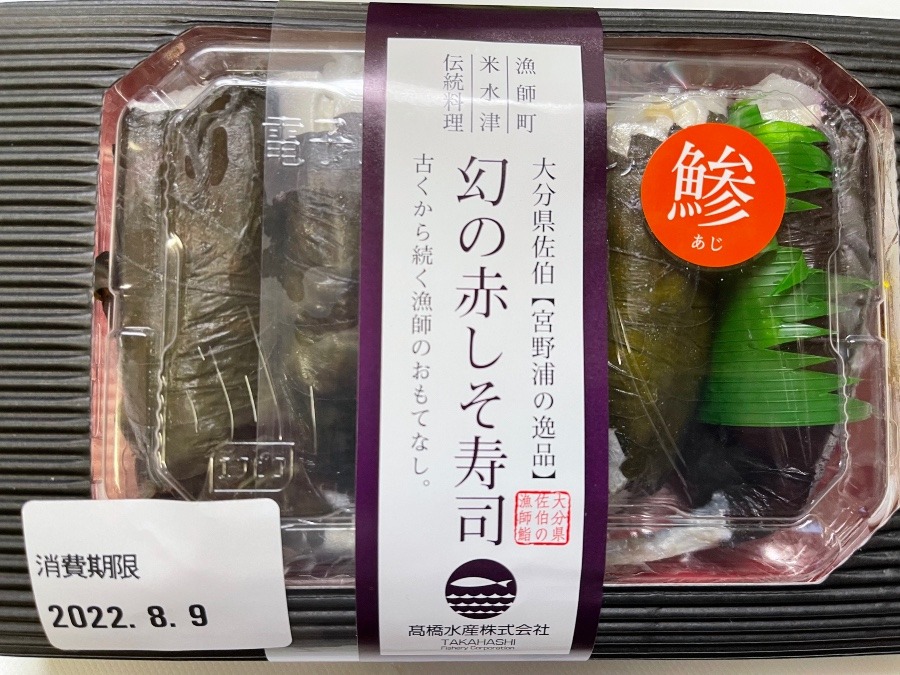 漁師町
米水津
伝統料理
大分県佐伯【宮野浦の逸品】
幻の赤しそ寿司
古くから続く漁師のおもてなし。
大分県
佐伯の
漁師鮨
髙橋水産株式会社
TAKAHASHI
Fishery Corporation
鯵
あじ
消費期限
2022.8.9